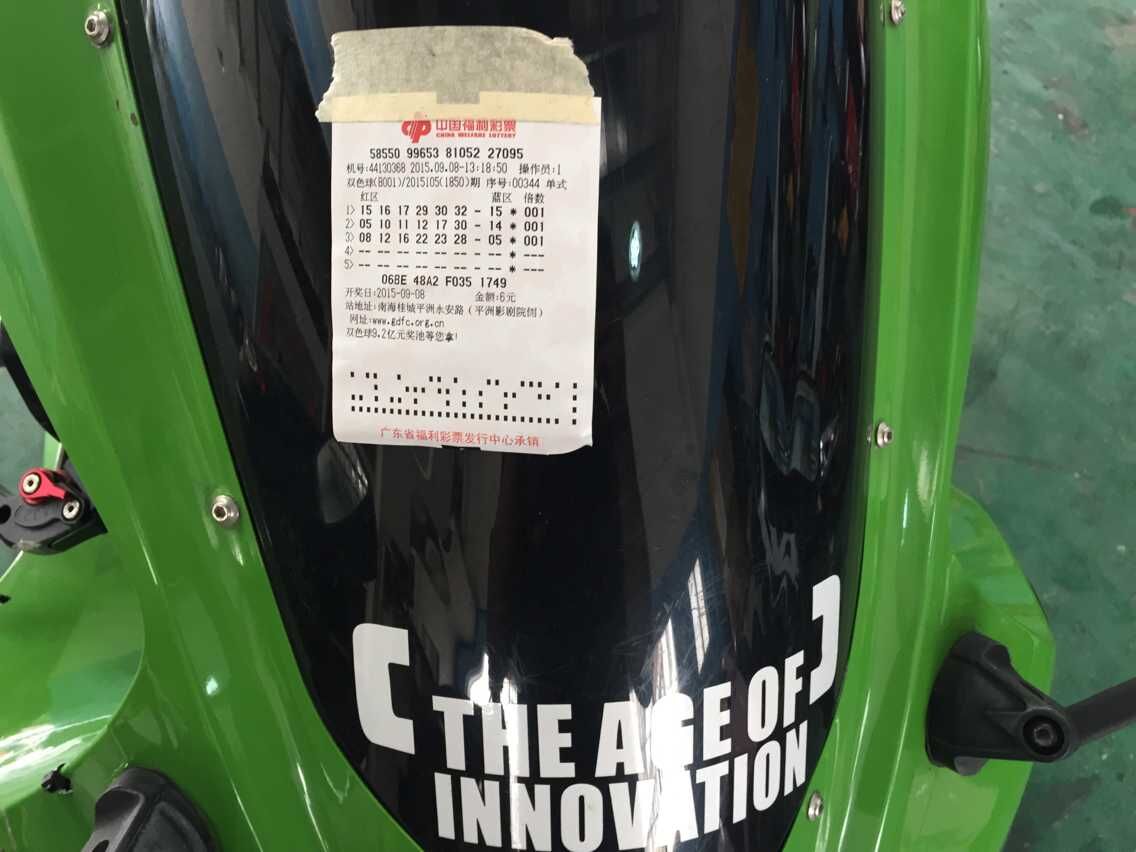 中国福利彩票
CHINA WELFARE LOTTERY
58550 99653 81052 27095
机号:44130368 2015.09.08-13:18:50 操作员:1
双色球(B001)/2015105(1850)期 序号:00344 单式
红区 蓝区 倍数
1> 15 16 17 29 30 32 - 15 * 001
2> 05 10 11 12 17 30 - 14 * 001
3> 08 12 16 22 23 28 - 05 * 001
4> -- -- -- -- -- -- -- * ---
5> -- -- -- -- -- -- -- * ---
06BE 48A2 F035 1749
开奖日:2015-09-08 金额:6元
站地址:南海桂城平洲永安路(平洲影剧院侧)
网址:www.gdfc.org.cn
双色球9.2亿元奖池等您拿!
广东省福利彩票发行中心承销
THE AGE OF
INNOVATION